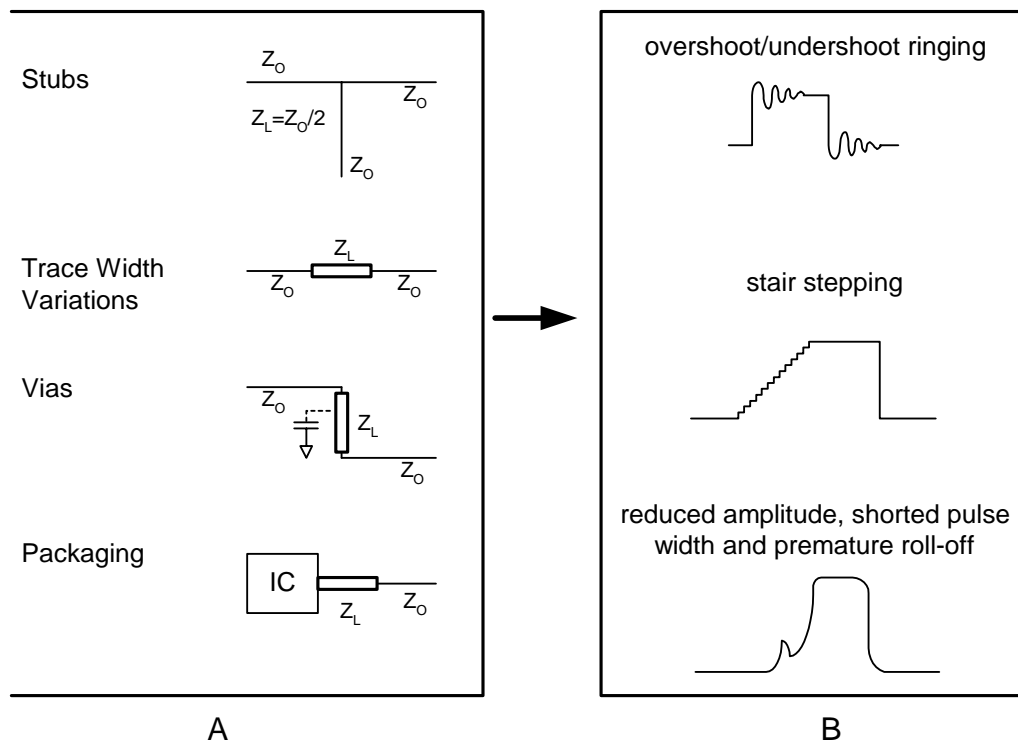 Stubs
Z_O
Z_O
Z_L=Z_O/2
Z_O
Trace Width
Variations
Z_L
Z_O
Z_O
Vias
Z_O
Z_L
Z_O
Packaging
IC
Z_L
Z_O
A
overshoot/undershoot ringing
stair stepping
reduced amplitude, shorted pulse
width and premature roll-off
B